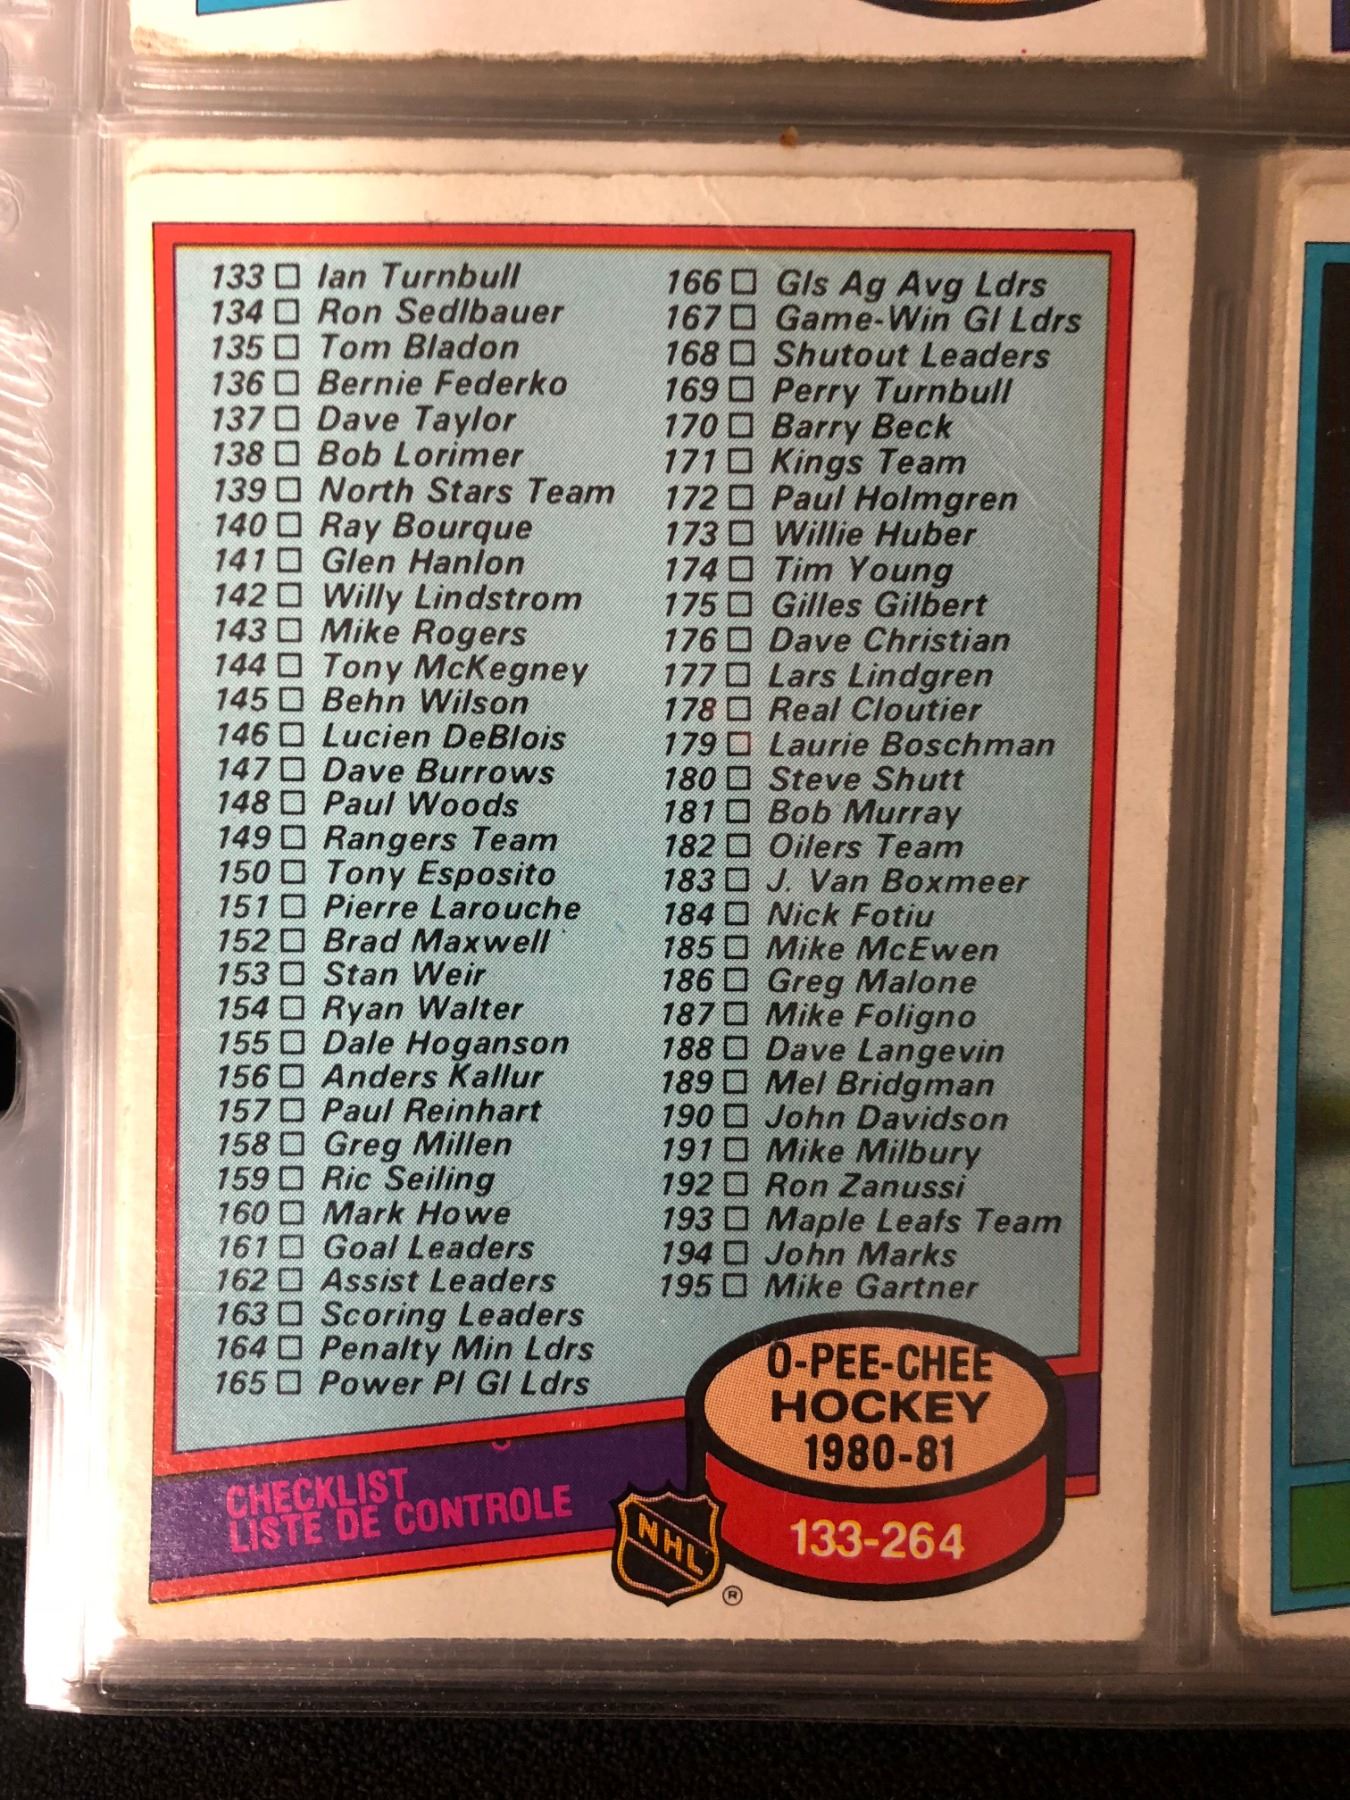 133 □ Ian Turnbull
134 □ Ron Sedlbauer
135 □ Tom Bladon
136 □ Bernie Federko
137 □ Dave Taylor
138 □ Bob Lorimer
139 □ North Stars Team
140 □ Ray Bourque
141 □ Glen Hanlon
142 □ Willy Lindstrom
143 □ Mike Rogers
144 □ Tony McKegney
145 □ Behn Wilson
146 □ Lucien DeBlois
147 □ Dave Burrows
148 □ Paul Woods
149 □ Rangers Team
150 □ Tony Esposito
151 □ Pierre Larouche
152 □ Brad Maxwell
153 □ Stan Weir
154 □ Ryan Walter
155 □ Dale Hoganson
156 □ Anders Kallur
157 □ Paul Reinhart
158 □ Greg Millen
159 □ Ric Seiling
160 □ Mark Howe
161 □ Goal Leaders
162 □ Assist Leaders
163 □ Scoring Leaders
164 □ Penalty Min Ldrs
165 □ Power Pl Gl Ldrs
166 □ Gls Ag Avg Ldrs
167 □ Game-Win Gl Ldrs
168 □ Shutout Leaders
169 □ Perry Turnbull
170 □ Barry Beck
171 □ Kings Team
172 □ Paul Holmgren
173 □ Willie Huber
174 □ Tim Young
175 □ Gilles Gilbert
176 □ Dave Christian
177 □ Lars Lindgren
178 □ Real Cloutier
179 □ Laurie Boschman
180 □ Steve Shutt
181 □ Bob Murray
182 □ Oilers Team
183 □ J. Van Boxmeer
184 □ Nick Fotiu
185 □ Mike McEwen
186 □ Greg Malone
187 □ Mike Foligno
188 □ Dave Langevin
189 □ Mel Bridgman
190 □ John Davidson
191 □ Mike Milbury
192 □ Ron Zanussi
193 □ Maple Leafs Team
194 □ John Marks
195 □ Mike Gartner
O-PEE-CHEE
HOCKEY
1980-81
133-264
CHECKLIST
LISTE DE CONTROLE
NHL
®